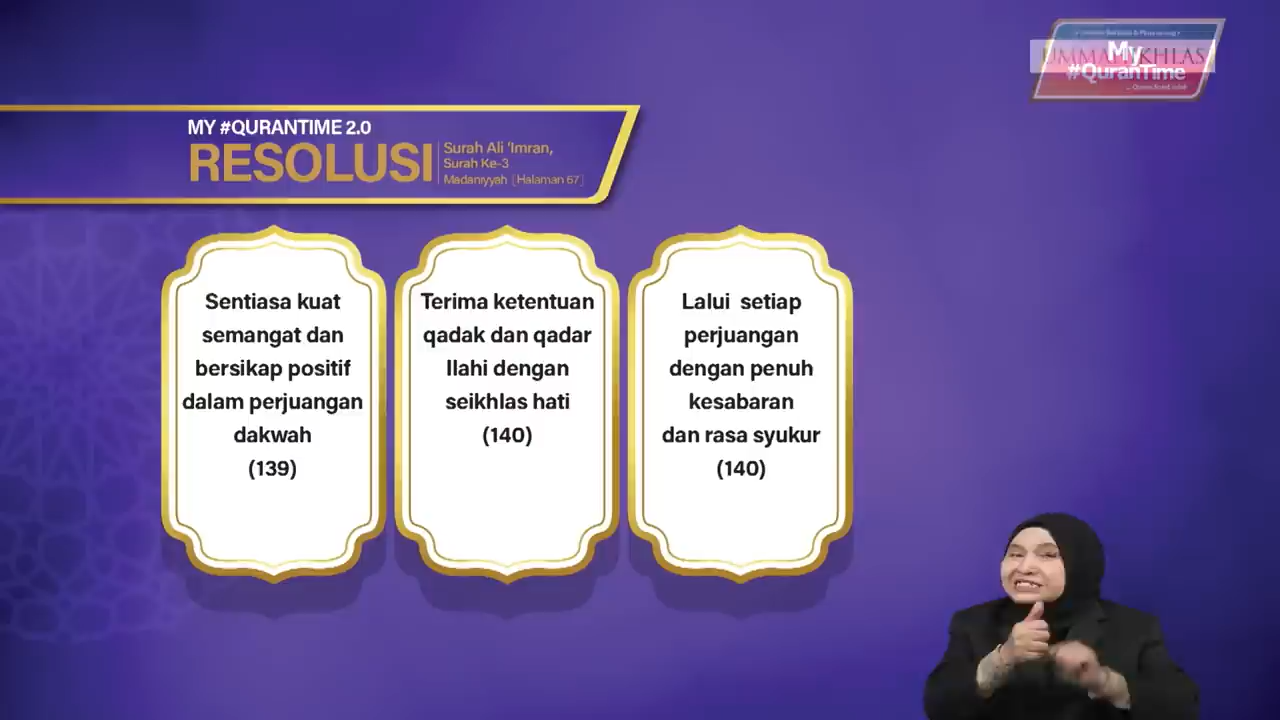 UMMAH IKHLAS
My
#QuranTime
MY #QURANTIME 2.0
RESOLUSI
Surah Ali ‘Imran,
Surah Ke-3
Madaniyyah [Halaman 67]
Sentiasa kuat
semangat dan
bersikap positif
dalam perjuangan
dakwah
(139)
Terima ketentuan
qadak dan qadar
Ilahi dengan
seikhlas hati
(140)
Lalui setiap
perjuangan
dengan penuh
kesabaran
dan rasa syukur
(140)